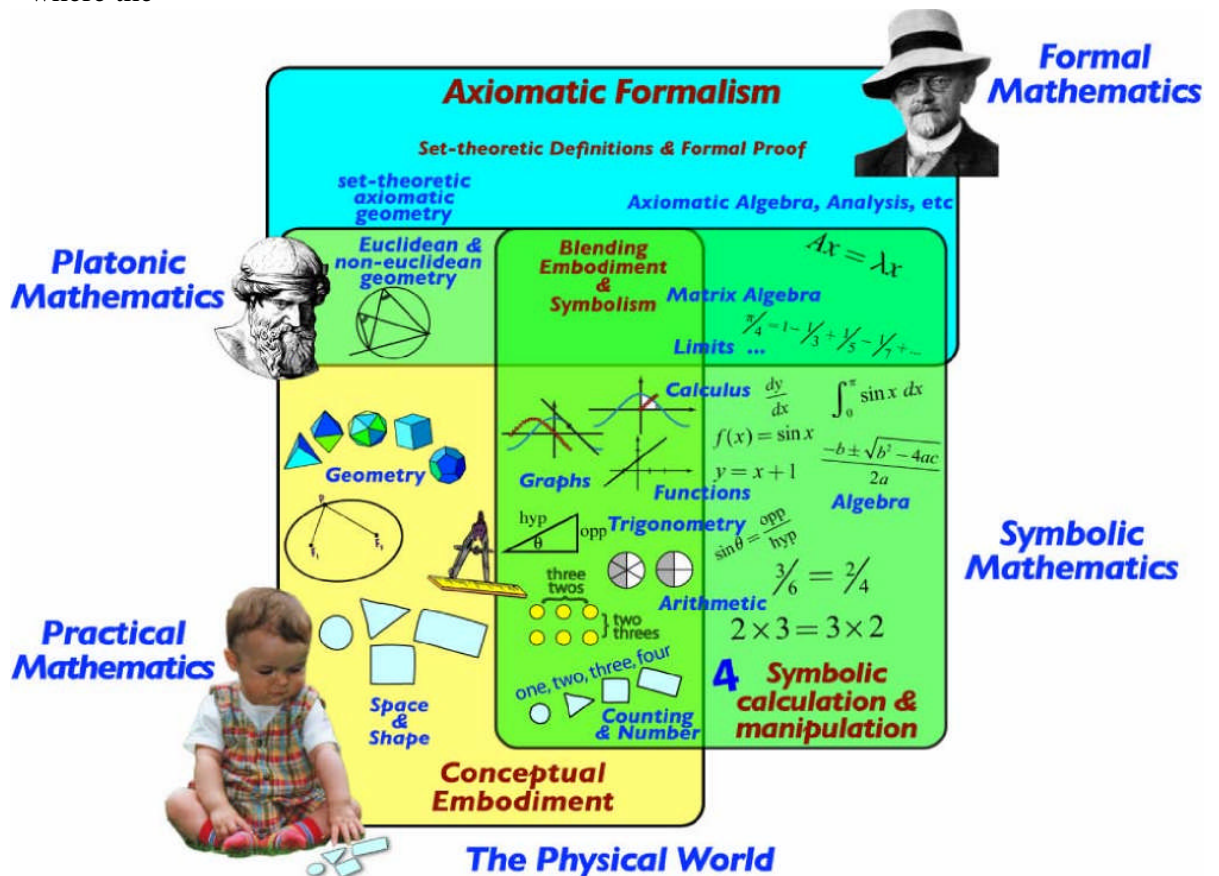 where the
Formal
Mathematics
Axiomatic Formalism
Set-theoretic Definitions & Formal Proof
set-theoretic
axiomatic
geometry
Axiomatic Algebra, Analysis, etc
Platonic
Mathematics
Euclidean &
non-euclidean
geometry
Blending
Embodiment
&
Symbolism
Ax = λx
Matrix Algebra
π/4 = 1 - 1/3 + 1/5 - 1/7 + ...
Limits ...
Calculus
dy/dx
∫₀^π sin x dx
f(x) = sin x
y = x + 1
-b ± √b² - 4ac
2a
Geometry
Graphs
Functions
Algebra
P
F₁
F₂
hyp
opp
θ
Trigonometry
sin θ = opp/hyp
Symbolic
Mathematics
three
twos
two
threes
3/6 = 2/4
Arithmetic
2 × 3 = 3 × 2
Practical
Mathematics
Space
&
Shape
one, two, three, four
Counting
& Number
4
Symbolic
calculation &
manipulation
Conceptual
Embodiment
The Physical World